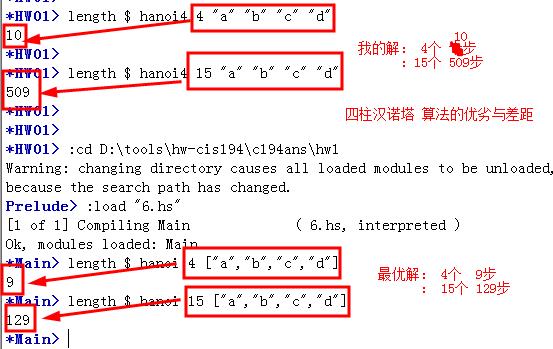 *HW01> length $ hanoi4 4 "a" "b" "c" "d"
10
*HW01>
*HW01> length $ hanoi4 15 "a" "b" "c" "d"
509
*HW01>
*HW01>
*HW01> :cd D:\tools\hw-cis194\c194ans\hw1
Warning: changing directory causes all loaded modules to be unloaded,
because the search path has changed.
Prelude> :load "6.hs"
[1 of 1] Compiling Main ( 6.hs, interpreted )
Ok, modules loaded: Main
*Main> length $ hanoi 4 ["a","b","c","d"]
9
*Main> length $ hanoi 15 ["a","b","c","d"]
129
*Main>
10
我的解: 4个 步
: 15个 509步
四柱汉诺塔 算法的优劣与差距
最优解: 4个 9步
: 15个 129步